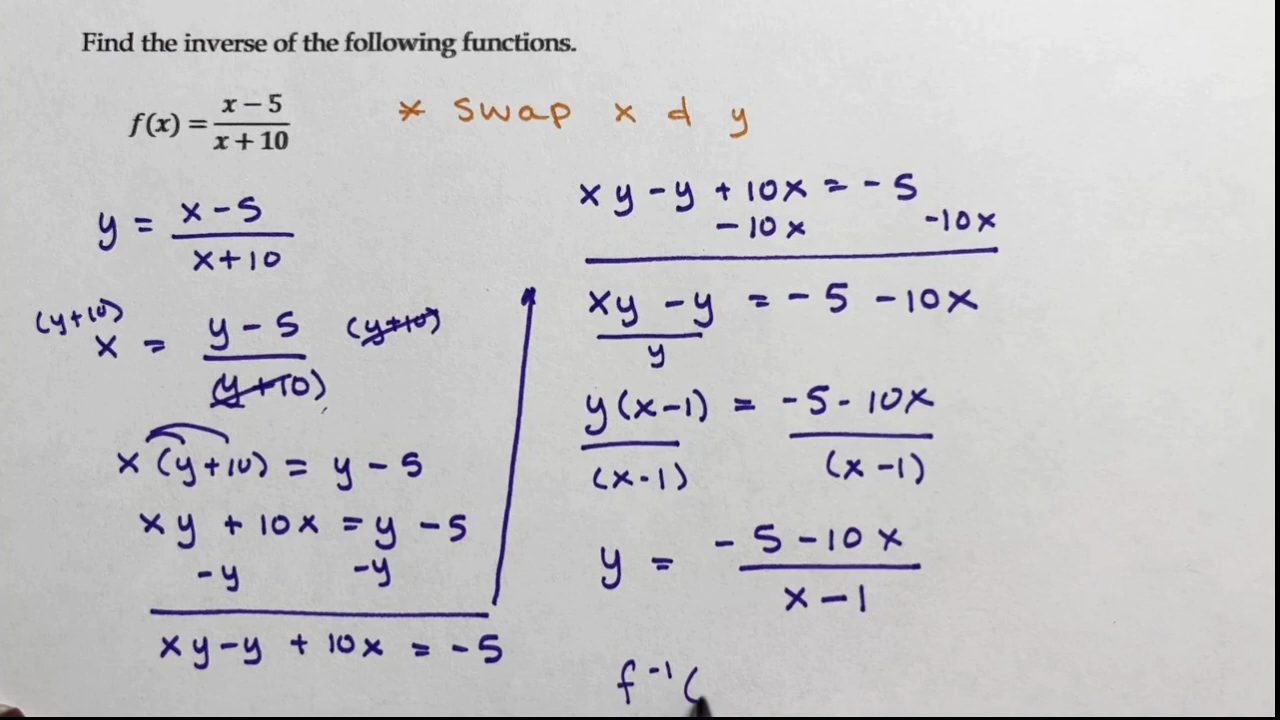 Find the inverse of the following functions.
f(x) = x − 5 / x + 10
* swap x d y
y = x - 5 / x + 10
(y+10) x = y - 5 / (y+10) (y+10)
x (y+10) = y - 5
xy + 10x = y - 5
-y -y
xy - y + 10x = -5
xy - y + 10x = -5
-10x -10x
xy - y = -5 - 10x
y
y(x-1) = -5 - 10x
(x-1) (x-1)
y = -5 - 10x / x - 1
f⁻¹(